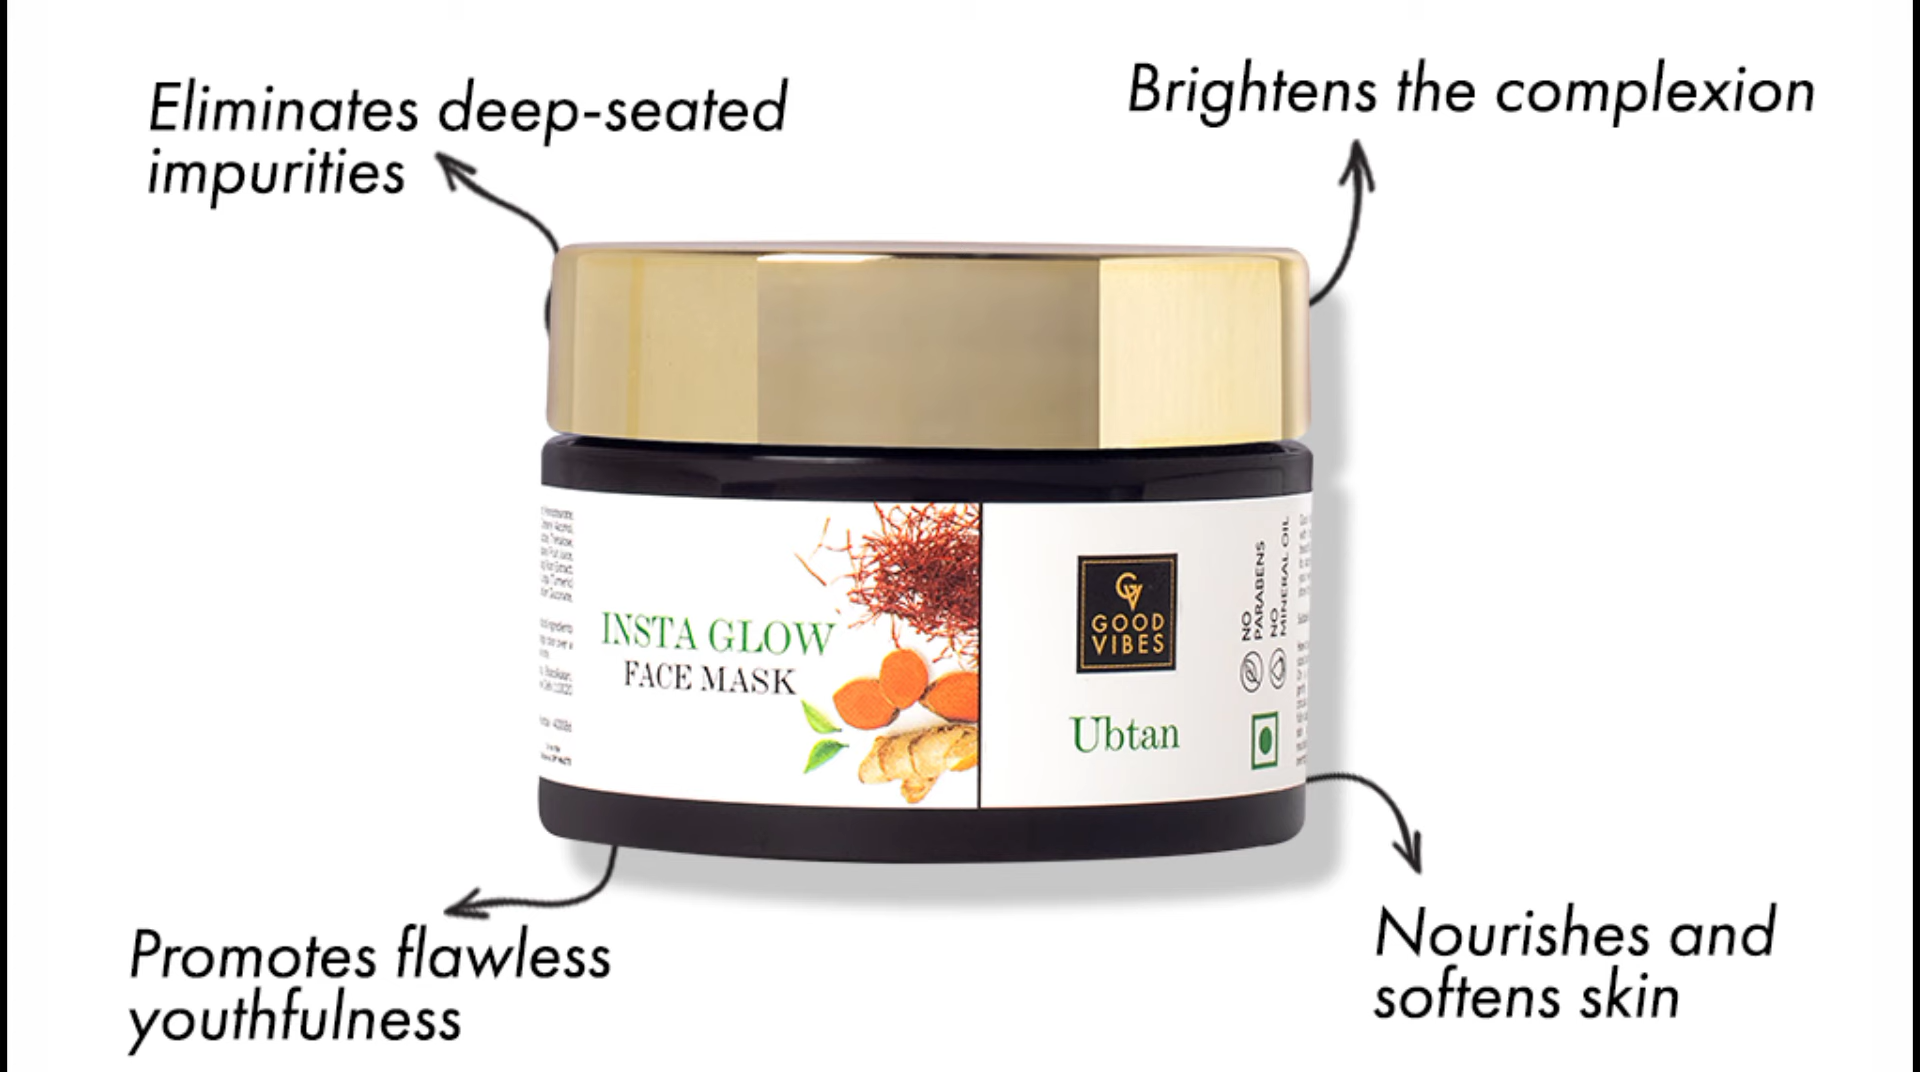 Eliminates deep-seated
impurities
Brightens the complexion
INSTA GLOW
FACE MASK
GV
GOOD
VIBES
Ubtan
NO
PARABENS
NO
MINERAL OIL
Promotes flawless
youthfulness
Nourishes and
softens skin